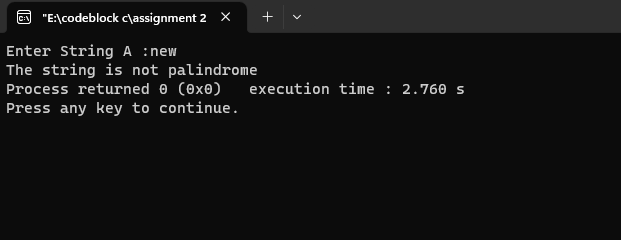 "E:\codeblock c\assignment 2
Enter String A :new
The string is not palindrome
Process returned 0 (0x0)   execution time : 2.760 s
Press any key to continue.